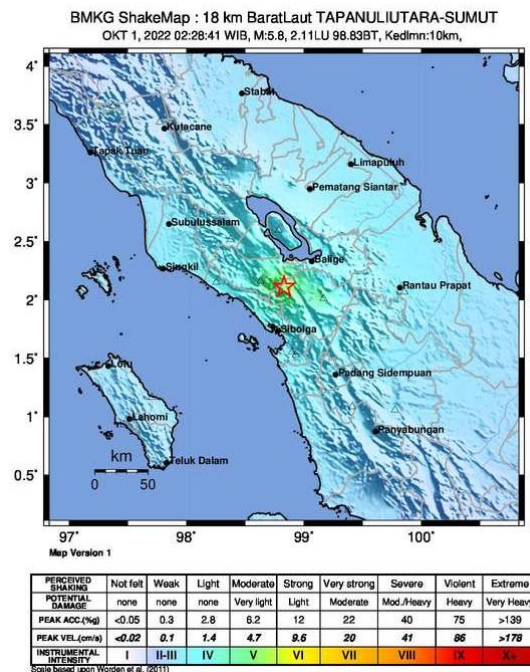 BMKG ShakeMap : 18 km BaratLaut TAPANULIUTARA-SUMUT
OKT 1, 2022 02:28:41 WIB, M:5.8, 2.11LU 98.83BT, Kedlmn:10km,
4˚
3.5˚
3˚
2.5˚
2˚
1.5˚
1˚
0.5˚
Stabat
Kutacane
Tapak Tuan
Limapuluh
Pematang Siantar
Subulussalam
Balige
Singkil
Rantau Prapat
Sibolga
Lotu
Padang Sidempuan
Lahomi
Panyabungan
Teluk Dalam
km
0 50
97˚ 98˚ 99˚ 100˚
Map Version 1
PERCEIVED SHAKING Not felt Weak Light Moderate Strong Very strong Severe Violent Extreme
POTENTIAL DAMAGE none none none Very light Light Moderate Mod./Heavy Heavy Very Heavy
PEAK ACC.(%g) <0.05 0.3 2.8 6.2 12 22 40 75 >139
PEAK VEL.(cm/s) <0.02 0.1 1.4 4.7 9.6 20 41 86 >178
INSTRUMENTAL INTENSITY I II-III IV V VI VII VIII IX X+
Scale based upon Worden et al. (2011)